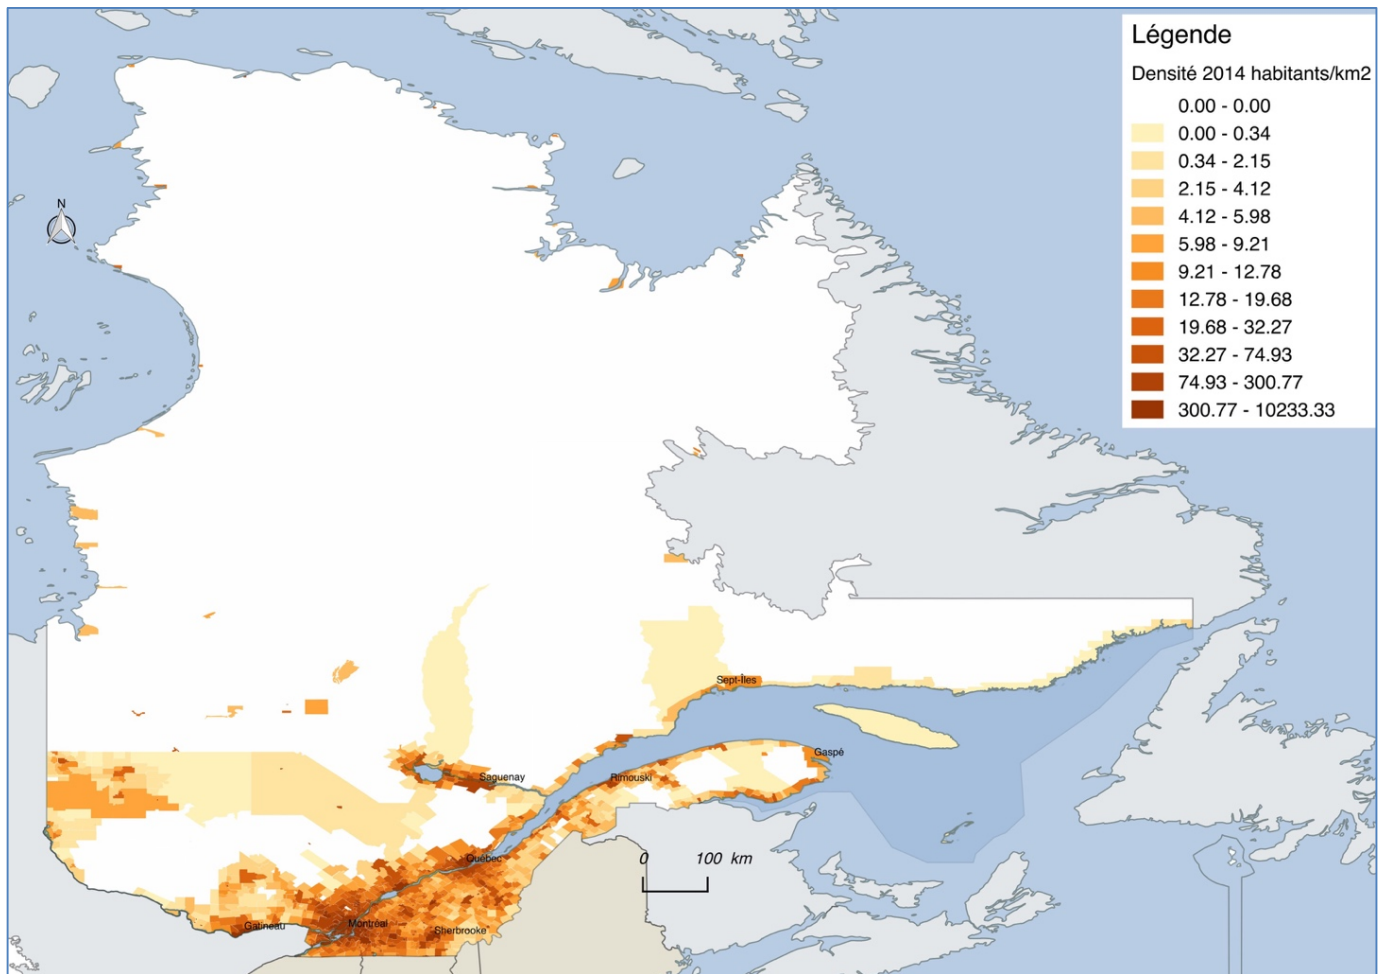 Légende
Densité 2014 habitants/km2
0.00 - 0.00
0.00 - 0.34
0.34 - 2.15
2.15 - 4.12
4.12 - 5.98
5.98 - 9.21
9.21 - 12.78
12.78 - 19.68
19.68 - 32.27
32.27 - 74.93
74.93 - 300.77
300.77 - 10233.33
N
Sept-Îles
Gaspé
Saguenay
Rimouski
Québec
0 100 km
Gatineau
Montréal
Sherbrooke